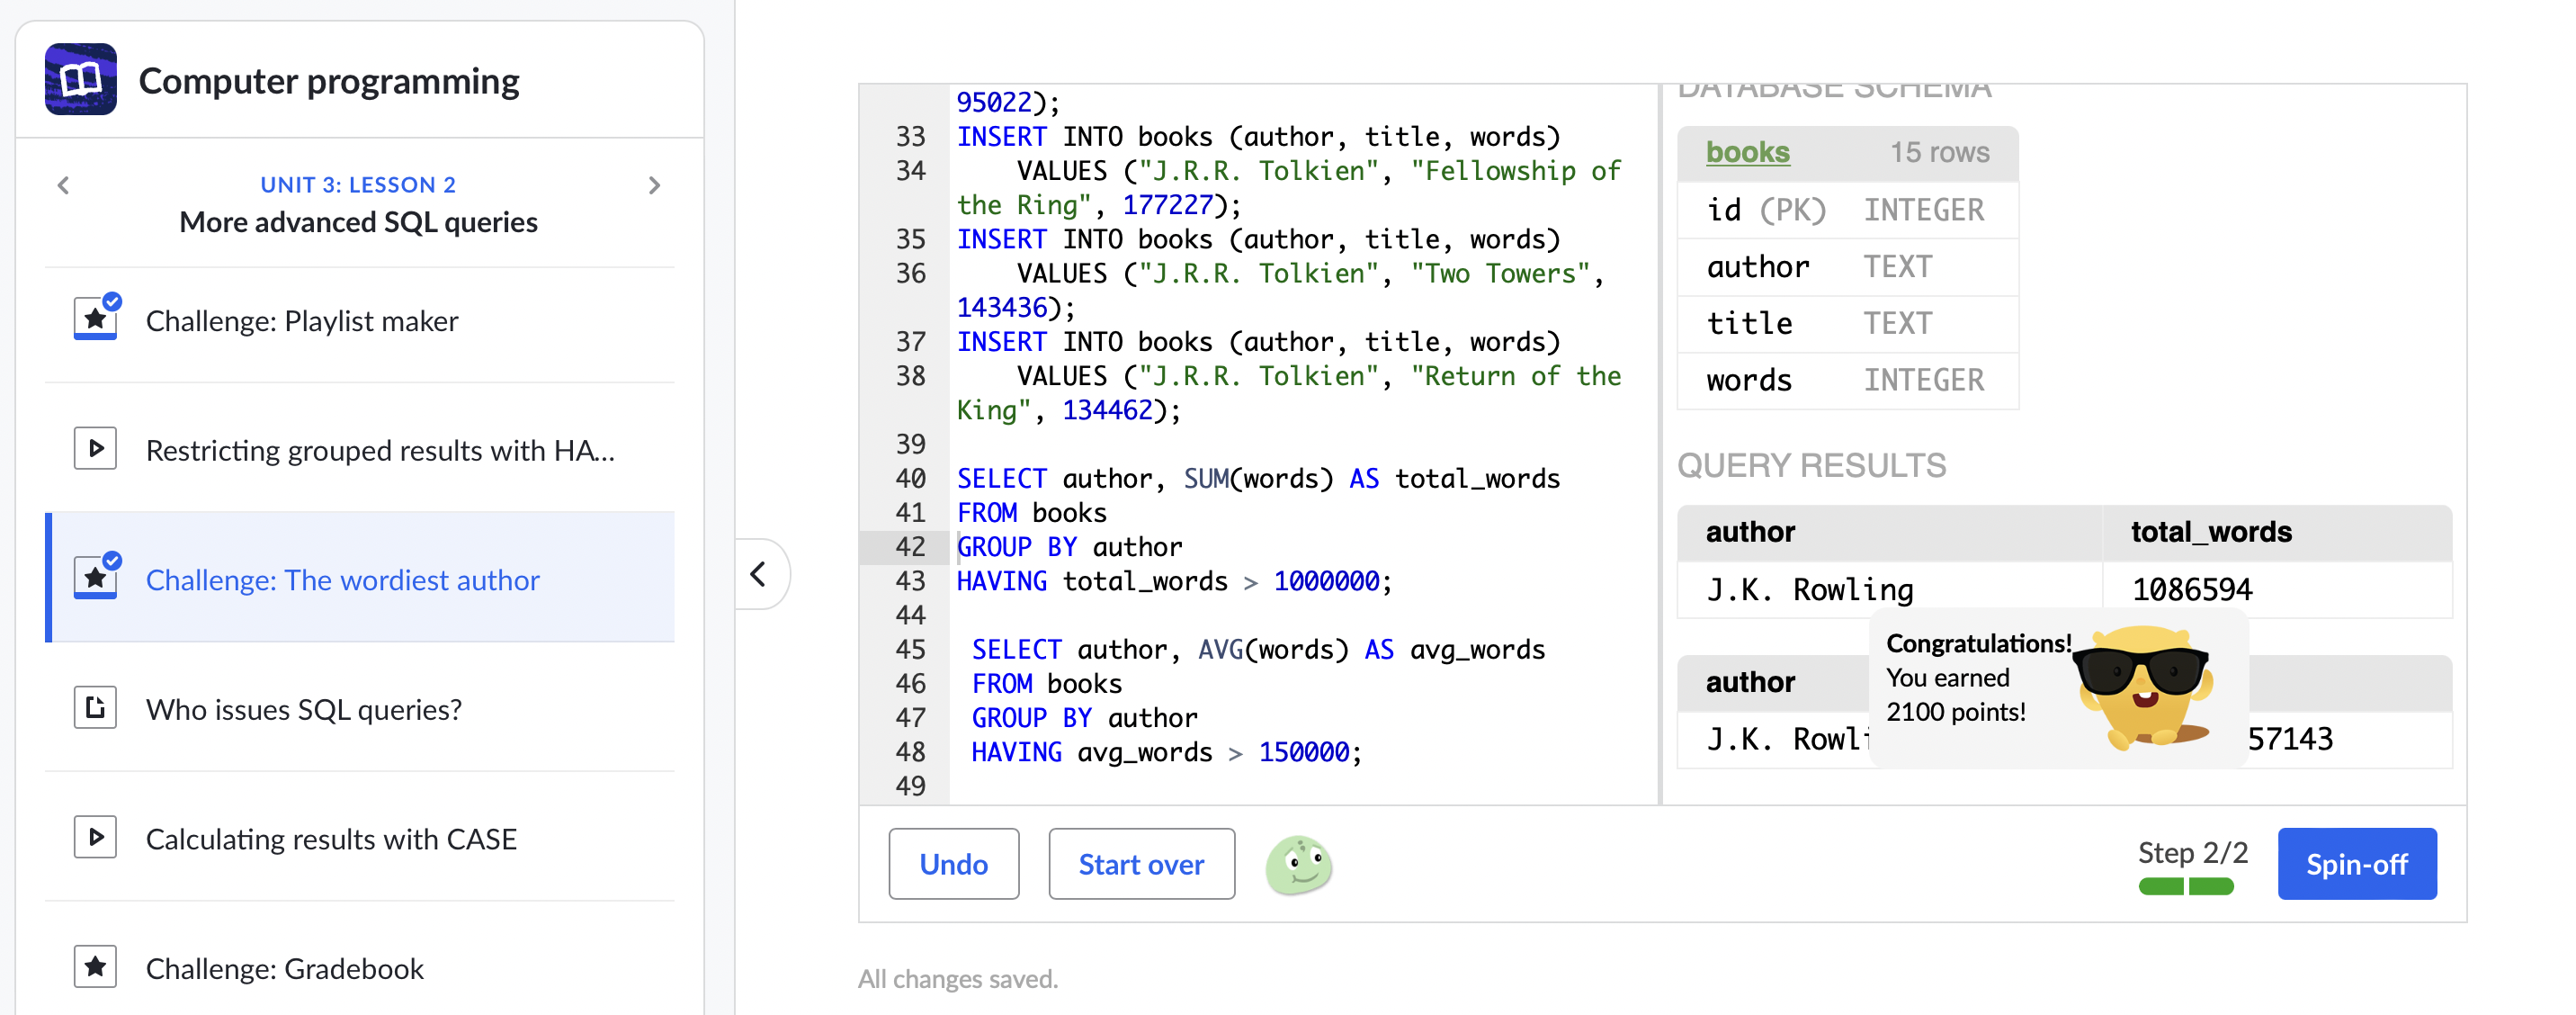 Computer programming
UNIT 3: LESSON 2
More advanced SQL queries
Challenge: Playlist maker
Restricting grouped results with HA...
Challenge: The wordiest author
Who issues SQL queries?
Calculating results with CASE
Challenge: Gradebook
95022);
33 INSERT INTO books (author, title, words)
34 VALUES ("J.R.R. Tolkien", "Fellowship of
the Ring", 177227);
35 INSERT INTO books (author, title, words)
36 VALUES ("J.R.R. Tolkien", "Two Towers",
143436);
37 INSERT INTO books (author, title, words)
38 VALUES ("J.R.R. Tolkien", "Return of the
King", 134462);
39
40 SELECT author, SUM(words) AS total_words
41 FROM books
42 GROUP BY author
43 HAVING total_words > 1000000;
44
45 SELECT author, AVG(words) AS avg_words
46 FROM books
47 GROUP BY author
48 HAVING avg_words > 150000;
49
DATABASE SCHEMA
books 15 rows
id (PK) INTEGER
author TEXT
title TEXT
words INTEGER
QUERY RESULTS
author total_words
J.K. Rowling 1086594
author
J.K. Rowli 57143
Congratulations!
You earned
2100 points!
Undo
Start over
Step 2/2
Spin-off
All changes saved.